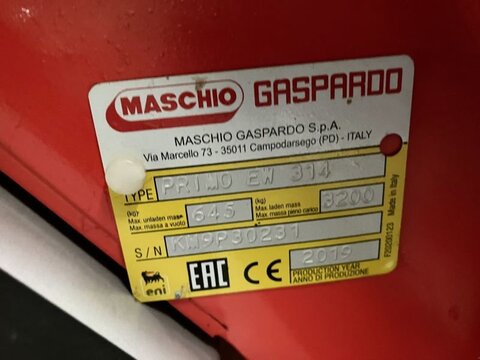 MASCHIO GASPARDO
MASCHIO GASPARDO S.p.A.
Via Marcello 73 - 35011 Campodarsego (PD) - ITALY
TYPE PRIMO EW 314
(kg) Max. unladen mass Max. massa a vuoto 645 (kg) Max. laden mass Max. massa pieno carico 3200
S/N KM9P30231
eni EAC CE 2019
PRODUCTION YEAR
ANNO DI PRODUZIONE
F20200123 Made in Italy